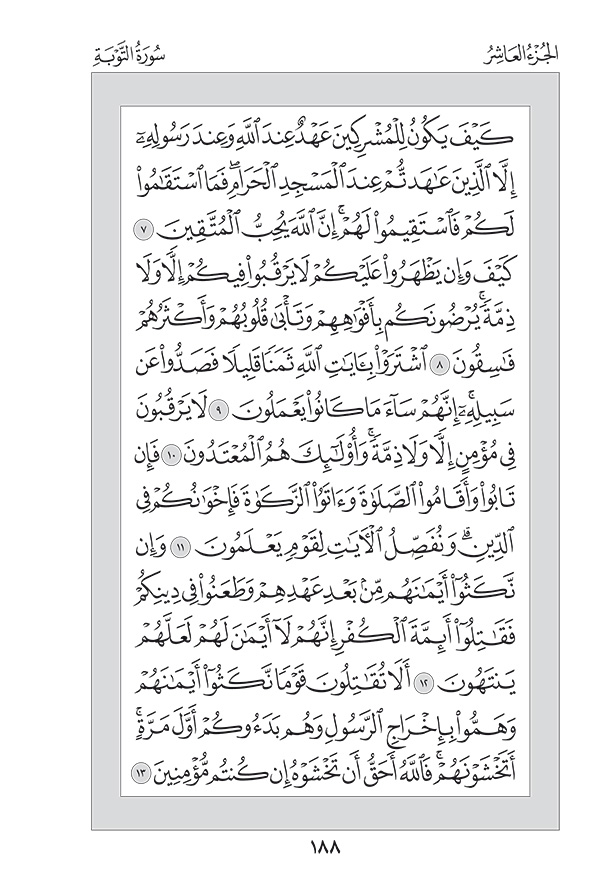 الجُزْءُ العَاشِرُ
سُورَةُ التَّوْبَةِ
كَيْفَ يَكُونُ لِلْمُشْرِكِينَ عَهْدٌ عِندَ ٱللَّهِ وَعِندَ رَسُولِهِۦٓ
إِلَّا ٱلَّذِينَ عَٰهَدتُّمْ عِندَ ٱلْمَسْجِدِ ٱلْحَرَامِۖ فَمَا ٱسْتَقَٰمُوا۟
لَكُمْ فَٱسْتَقِيمُوا۟ لَهُمْۚ إِنَّ ٱللَّهَ يُحِبُّ ٱلْمُتَّقِينَ ٧
كَيْفَ وَإِن يَظْهَرُوا۟ عَلَيْكُمْ لَا يَرْقُبُوا۟ فِيكُمْ إِلًّا وَلَا
ذِمَّةًۚ يُرْضُونَكُم بِأَفْوَٰهِهِمْ وَتَأْبَىٰ قُلُوبُهُمْ وَأَكْثَرُهُمْ
فَٰسِقُونَ ٨ ٱشْتَرَوْا۟ بِـَٔايَٰتِ ٱللَّهِ ثَمَنًا قَلِيلًا فَصَدُّوا۟ عَن
سَبِيلِهِۦٓۚ إِنَّهُمْ سَآءَ مَا كَانُوا۟ يَعْمَلُونَ ٩ لَا يَرْقُبُونَ
فِى مُؤْمِنٍ إِلًّا وَلَا ذِمَّةًۚ وَأُو۟لَٰٓئِكَ هُمُ ٱلْمُعْتَدُونَ ١٠ فَإِن
تَابُوا۟ وَأَقَامُوا۟ ٱلصَّلَوٰةَ وَءَاتَوُا۟ ٱلزَّكَوٰةَ فَإِخْوَٰنُكُمْ فِى
ٱلدِّينِۗ وَنُفَصِّلُ ٱلْـَٔايَٰتِ لِقَوْمٍ يَعْلَمُونَ ١١ وَإِن
نَّكَثُوٓا۟ أَيْمَٰنَهُم مِّنۢ بَعْدِ عَهْدِهِمْ وَطَعَنُوا۟ فِى دِينِكُمْ
فَقَٰتِلُوٓا۟ أَئِمَّةَ ٱلْكُفْرِۙ إِنَّهُمْ لَآ أَيْمَٰنَ لَهُمْ لَعَلَّهُمْ
يَنتَهُونَ ١٢ أَلَا تُقَٰتِلُونَ قَوْمًا نَّكَثُوٓا۟ أَيْمَٰنَهُمْ
وَهَمُّوا۟ بِإِخْرَاجِ ٱلرَّسُولِ وَهُم بَدَءُوكُمْ أَوَّلَ مَرَّةٍۚ
أَتَخْشَوْنَهُمْۚ فَٱللَّهُ أَحَقُّ أَن تَخْشَوْهُ إِن كُنتُم مُّؤْمِنِينَ ١٣
١٨٨